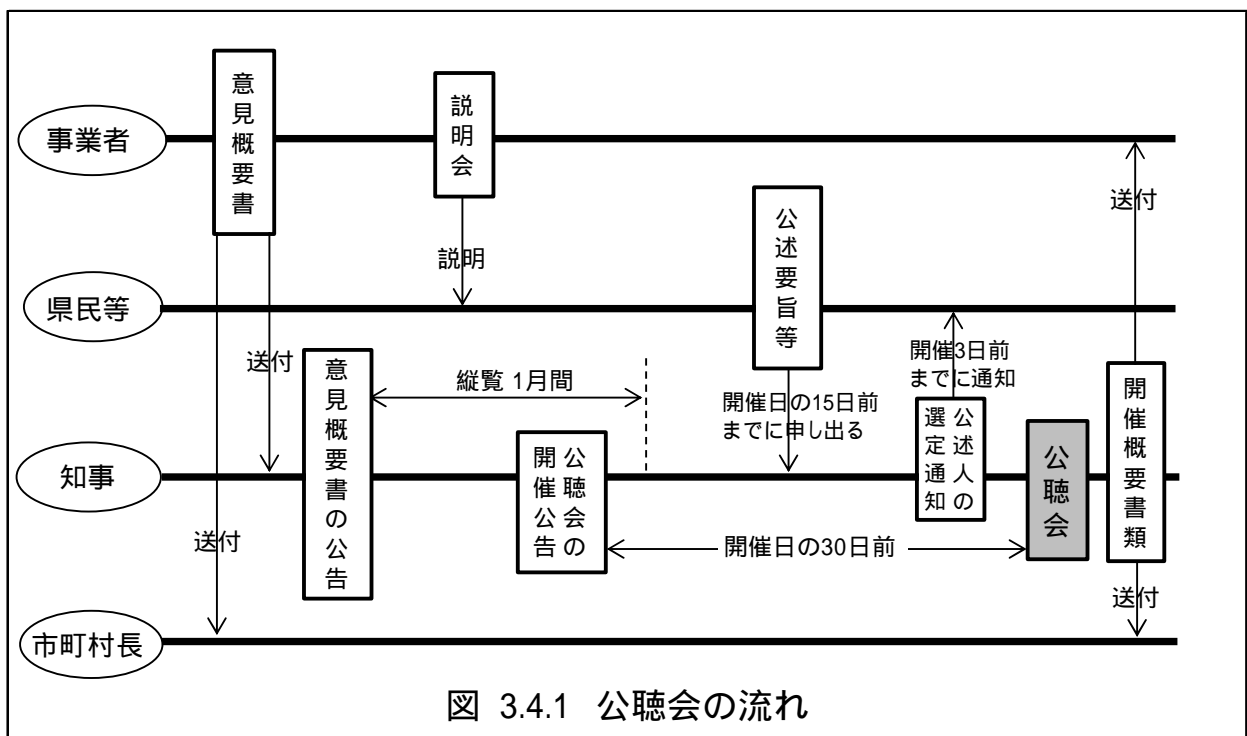 意見概要書
説明会
事業者
送付
公述要旨等
説明
県民等
開催3日前
までに通知
送付
意見概要書の公告
縦覧 1月間
開催概要書類
開催日の15日前
までに申し出る
公述人の
選定通知
公聴会
公聴会の
開催公告
知事
送付
開催日の30日前
送付
市町村長
図 3.4.1 公聴会の流れ